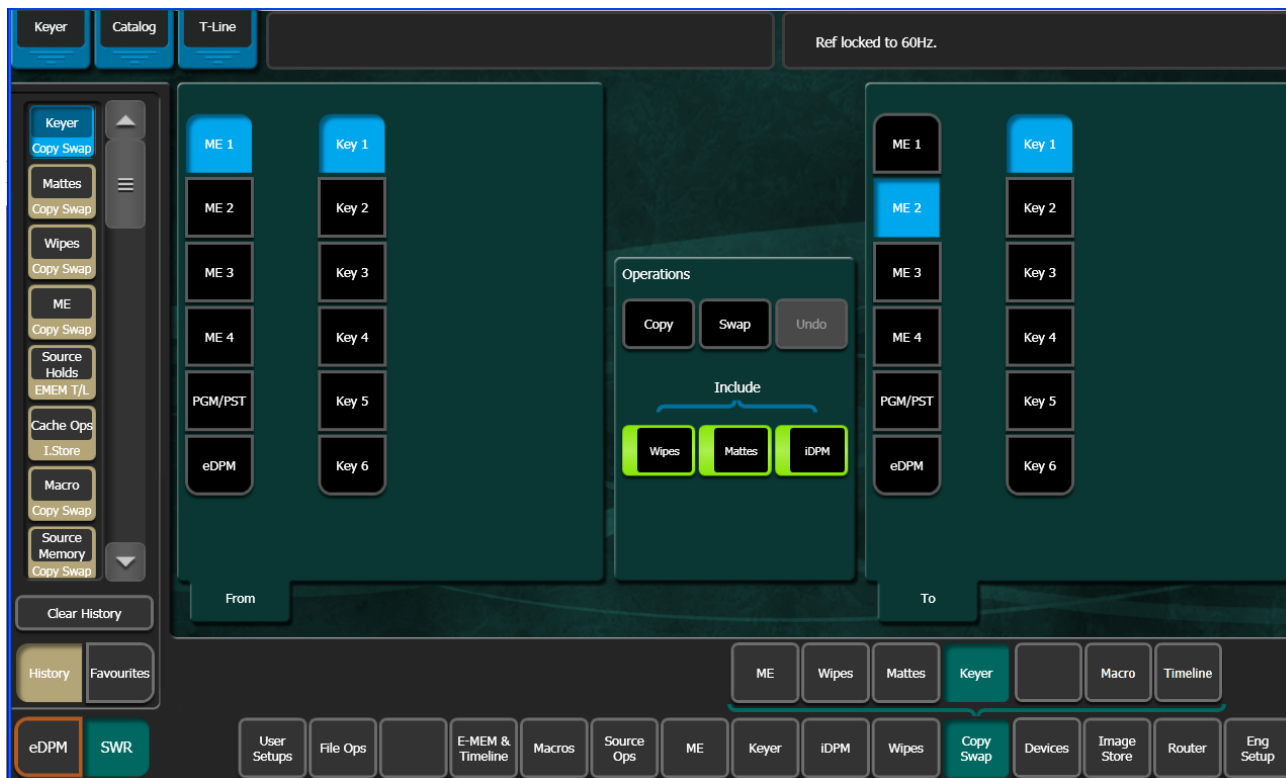 Keyer
Catalog
T-Line
Ref locked to 60Hz.
Keyer
Copy Swap
Mattes
Copy Swap
Wipes
Copy Swap
ME
Copy Swap
Source
Holds
EMEM T/L
Cache Ops
I.Store
Macro
Copy Swap
Source
Memory
Copy Swap
Clear History
History
Favourites
ME 1
Key 1
ME 2
Key 2
ME 3
Key 3
ME 4
Key 4
PGM/PST
Key 5
eDPM
Key 6
From
Operations
Copy
Swap
Undo
Include
Wipes
Mattes
iDPM
ME 1
Key 1
ME 2
Key 2
ME 3
Key 3
ME 4
Key 4
PGM/PST
Key 5
eDPM
Key 6
To
ME
Wipes
Mattes
Keyer
Macro
Timeline
eDPM
SWR
User
Setups
File Ops
E-MEM &
Timeline
Macros
Source
Ops
ME
Keyer
iDPM
Wipes
Copy
Swap
Devices
Image
Store
Router
Eng
Setup